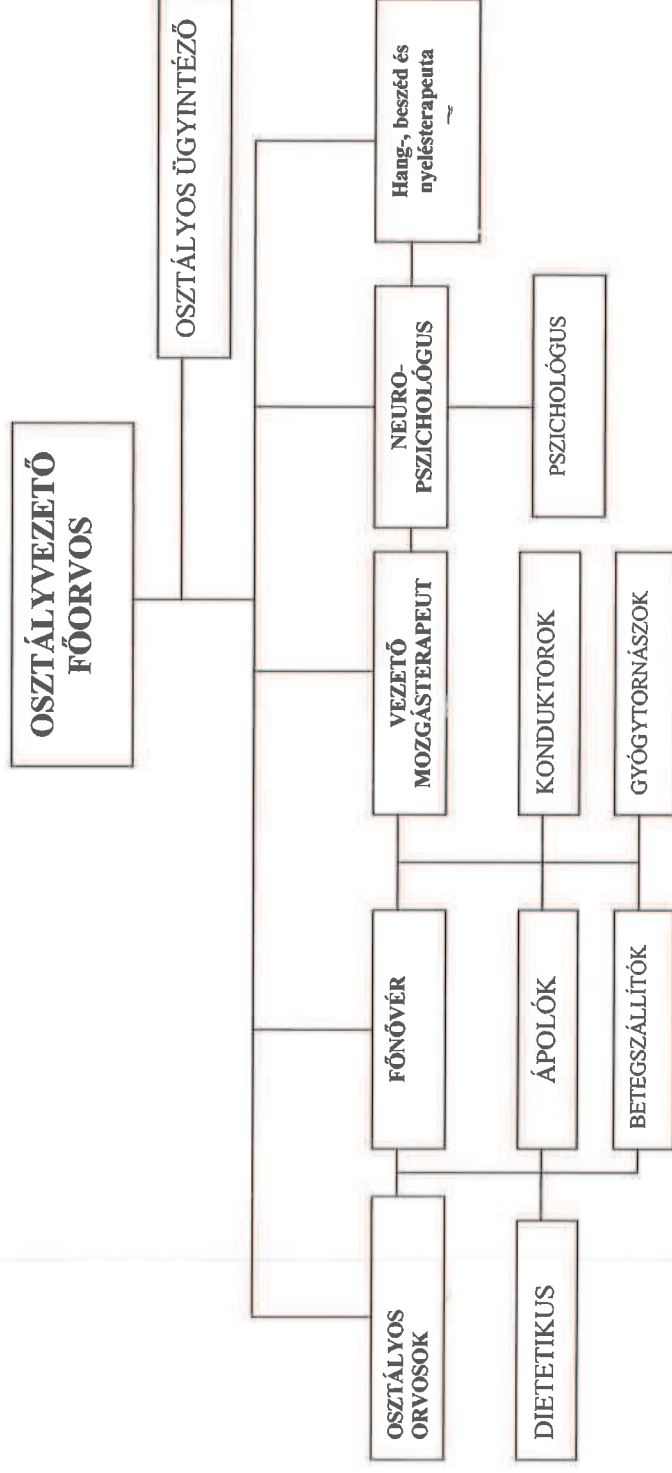 OSZTÁLYVEZETŐ
FŐORVOS
OSZTÁLYOS ÜGYINTÉZŐ
OSZTÁLYOS
ORVOSOK
FŐNŐVÉR
VEZETŐ
MOZGÁSTERAPEUT
NEURO-
PSZICHOLÓGUS
Hang-, beszéd és
nyelésterapeuta
DIETETIKUS
ÁPOLÓK
KONDUKTOROK
PSZICHOLÓGUS
BETEGSZÁLLÍTÓK
GYÓGYTORNÁSZOK